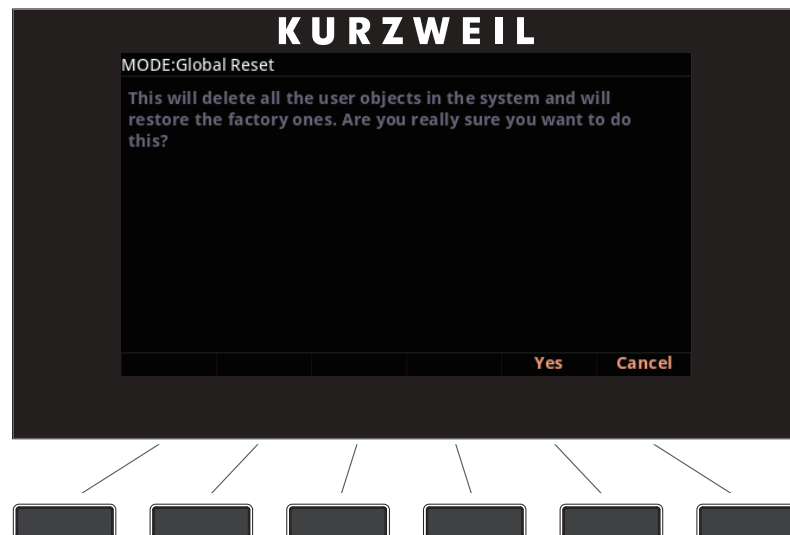 KURZWEIL
MODE:Global Reset
This will delete all the user objects in the system and will
restore the factory ones. Are you really sure you want to do
this?
Yes Cancel